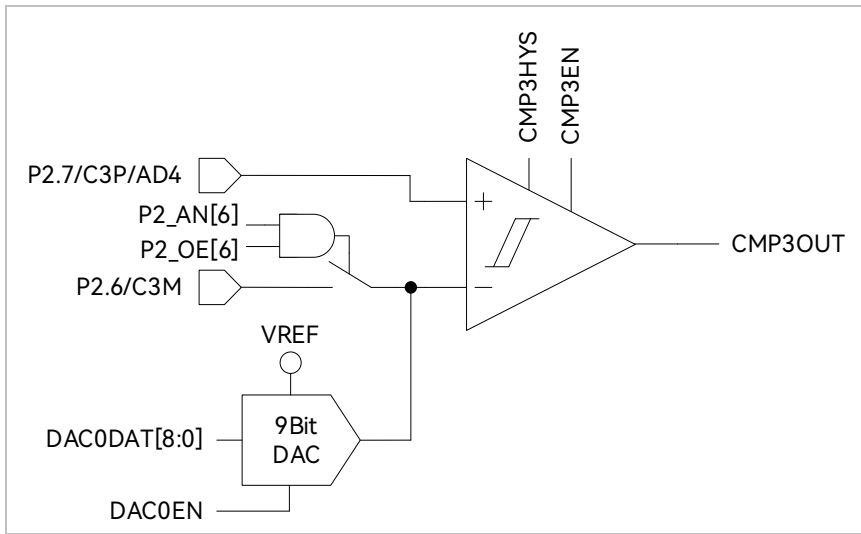 CMP3HYS
CMP3EN
P2.7/C3P/AD4
P2_AN[6]
P2_OE[6]
P2.6/C3M
CMP3OUT
VREF
DAC0DAT[8:0]
9Bit
DAC
DAC0EN